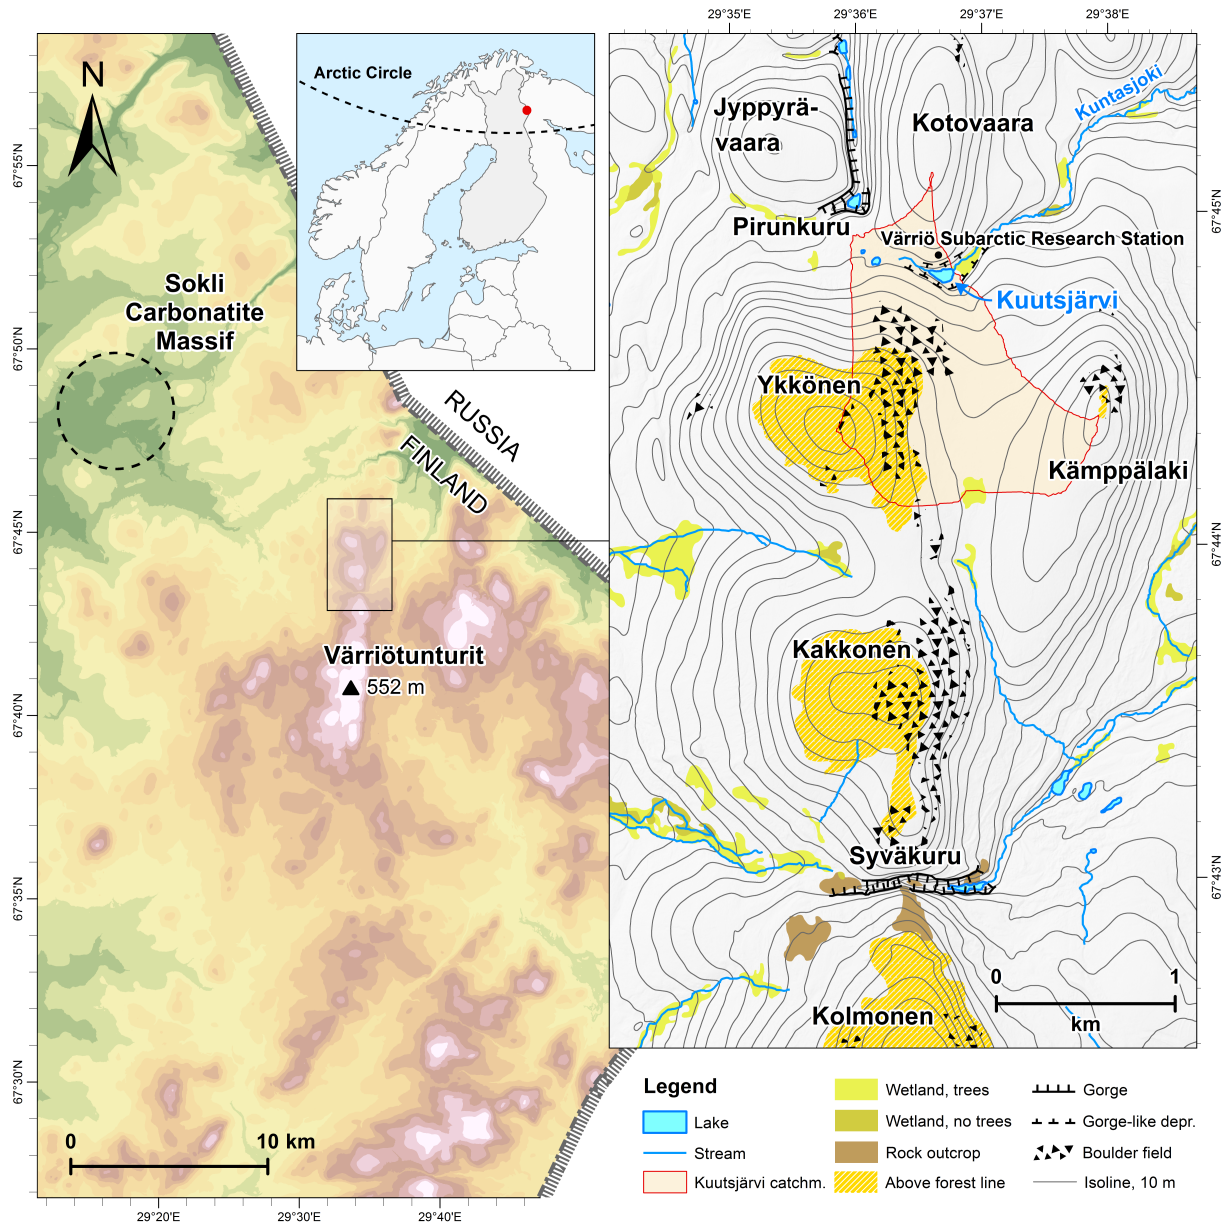 29°35'E
29°36'E
29°37'E
29°38'E
N
Arctic Circle
67°55'N
67°50'N
67°45'N
67°40'N
67°35'N
67°30'N
Sokli
Carbonatite
Massif
RUSSIA
FINLAND
Värriötunturit
552 m
0
10 km
29°20'E
29°30'E
29°40'E
Jyppyrä-
vaara
Kotovaara
Kuntasjoki
Pirunkuru
Värriö Subarctic Research Station
Kuutsjärvi
Ykkönen
Kämppälaki
Kakkonen
Syväkuru
Kolmonen
0
1
km
67°45'N
67°44'N
67°43'N
Legend
Lake
Stream
Kuutsjärvi catchm.
Wetland, trees
Wetland, no trees
Rock outcrop
Above forest line
Gorge
Gorge-like depr.
Boulder field
Isoline, 10 m